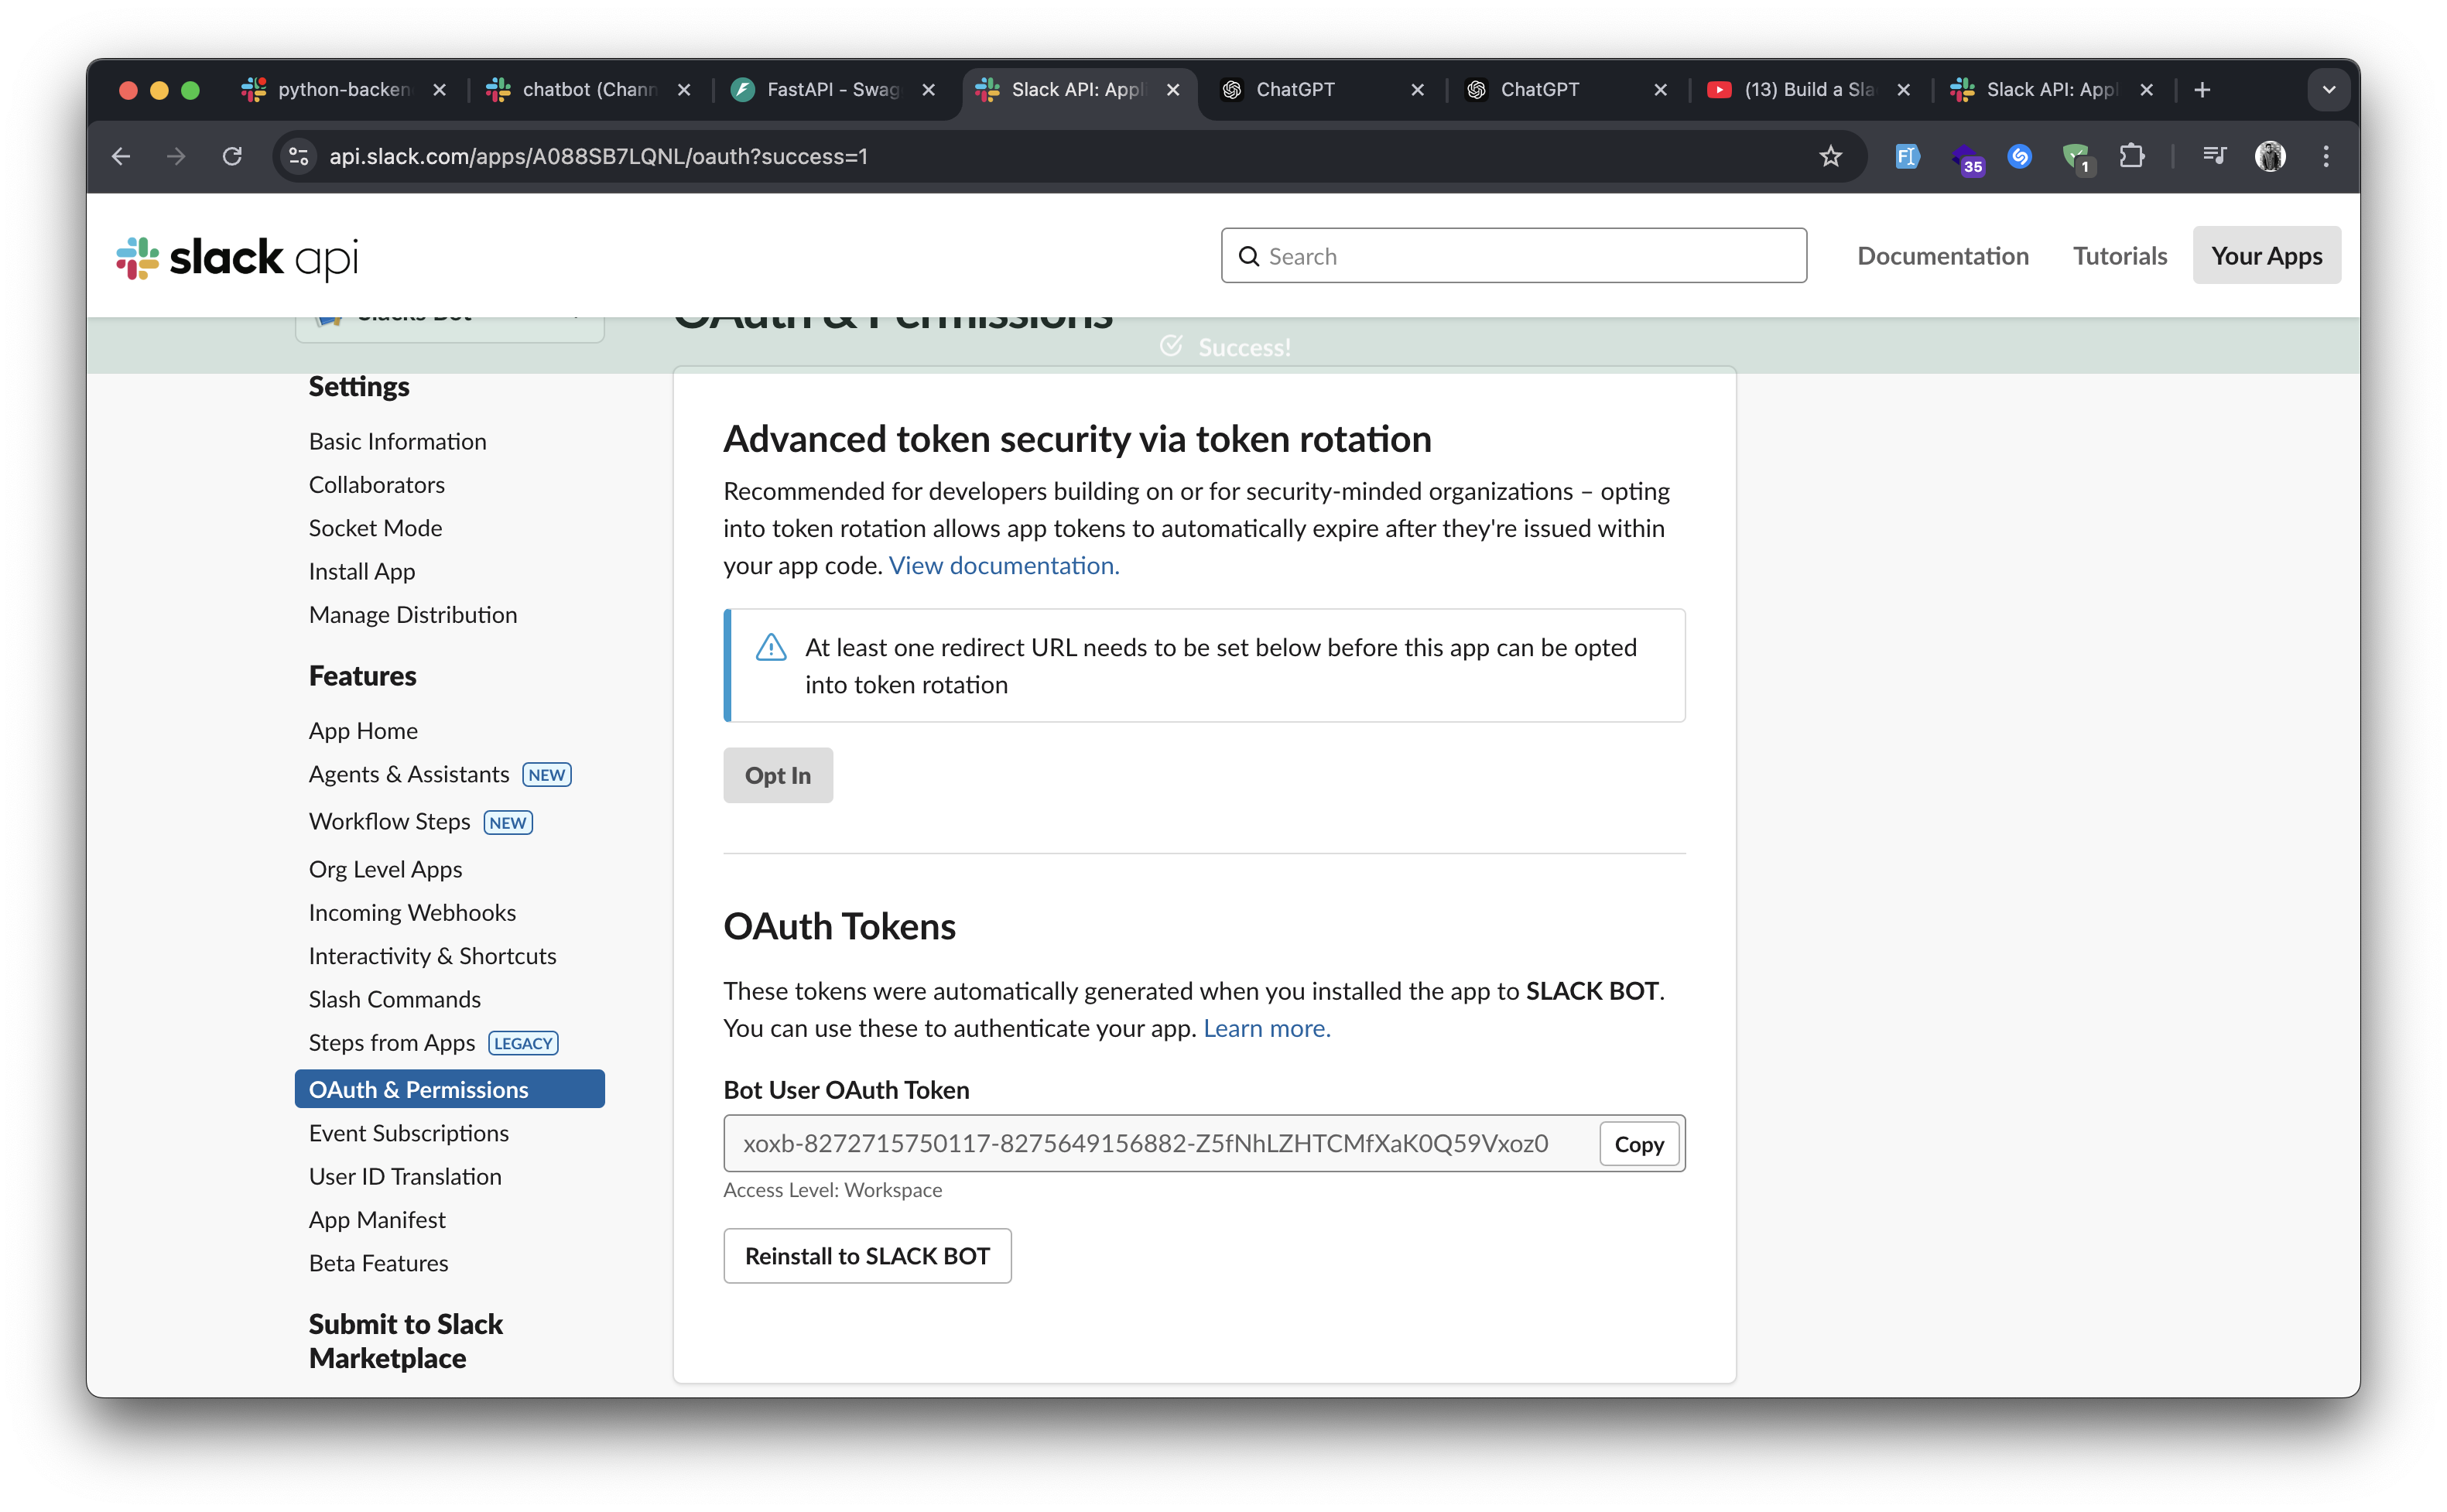 python-backen
chatbot (Chann
FastAPI - Swag
Slack API: Appl
ChatGPT
ChatGPT
(13) Build a Sla
Slack API: Appl
api.slack.com/apps/A088SB7LQNL/oauth?success=1
35
1
slack api
Search
Documentation
Tutorials
Your Apps
Slacks Bot
OAuth & Permissions
Success!
Settings
Basic Information
Collaborators
Socket Mode
Install App
Manage Distribution
Features
App Home
Agents & Assistants NEW
Workflow Steps NEW
Org Level Apps
Incoming Webhooks
Interactivity & Shortcuts
Slash Commands
Steps from Apps LEGACY
OAuth & Permissions
Event Subscriptions
User ID Translation
App Manifest
Beta Features
Submit to Slack
Marketplace
Advanced token security via token rotation
Recommended for developers building on or for security-minded organizations – opting
into token rotation allows app tokens to automatically expire after they're issued within
your app code. View documentation.
At least one redirect URL needs to be set below before this app can be opted
into token rotation
Opt In
OAuth Tokens
These tokens were automatically generated when you installed the app to SLACK BOT.
You can use these to authenticate your app. Learn more.
Bot User OAuth Token
xoxb-8272715750117-8275649156882-Z5fNhLZHTCMfXaK0Q59Vxoz0
Copy
Access Level: Workspace
Reinstall to SLACK BOT